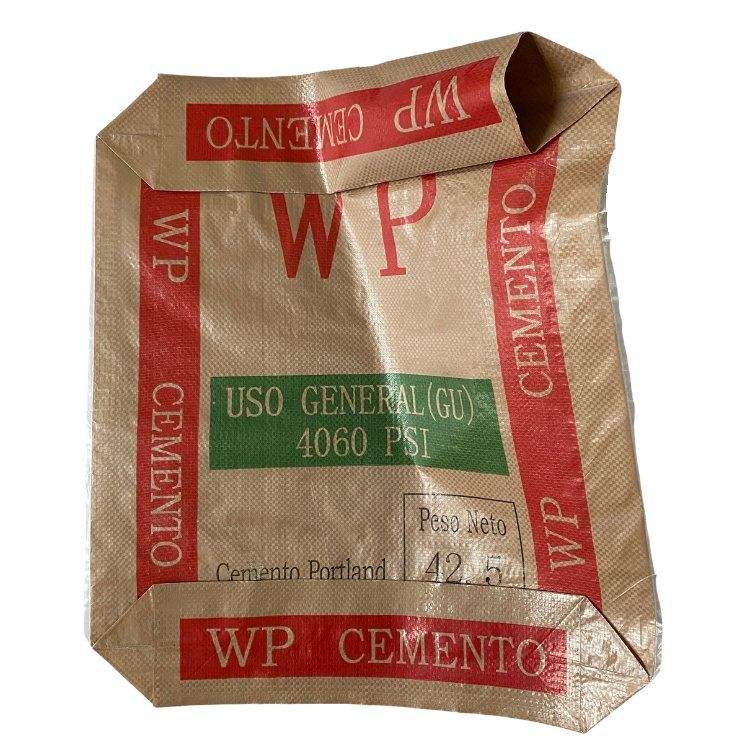 WP CEMENTO
WP
WP CEMENTO
CEMENTO WP
USO GENERAL(GU)
4060 PSI
Peso Neto
42.5
Cemento Portland
WP CEMENTO